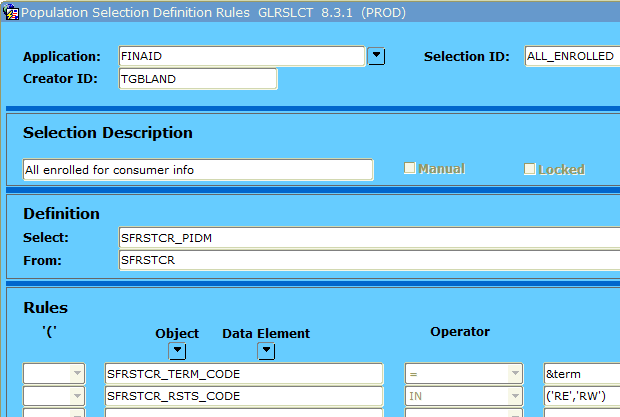 Population Selection Definition Rules GLRSLCT 8.3.1 (PROD)
Application: FINAID Selection ID: ALL_ENROLLED
Creator ID: TGBLAND
Selection Description
All enrolled for consumer info Manual Locked
Definition
Select: SFRSTCR_PIDM
From: SFRSTCR
Rules
'(' Object Data Element Operator
SFRSTCR_TERM_CODE = &term
SFRSTCR_RSTS_CODE IN ('RE','RW')